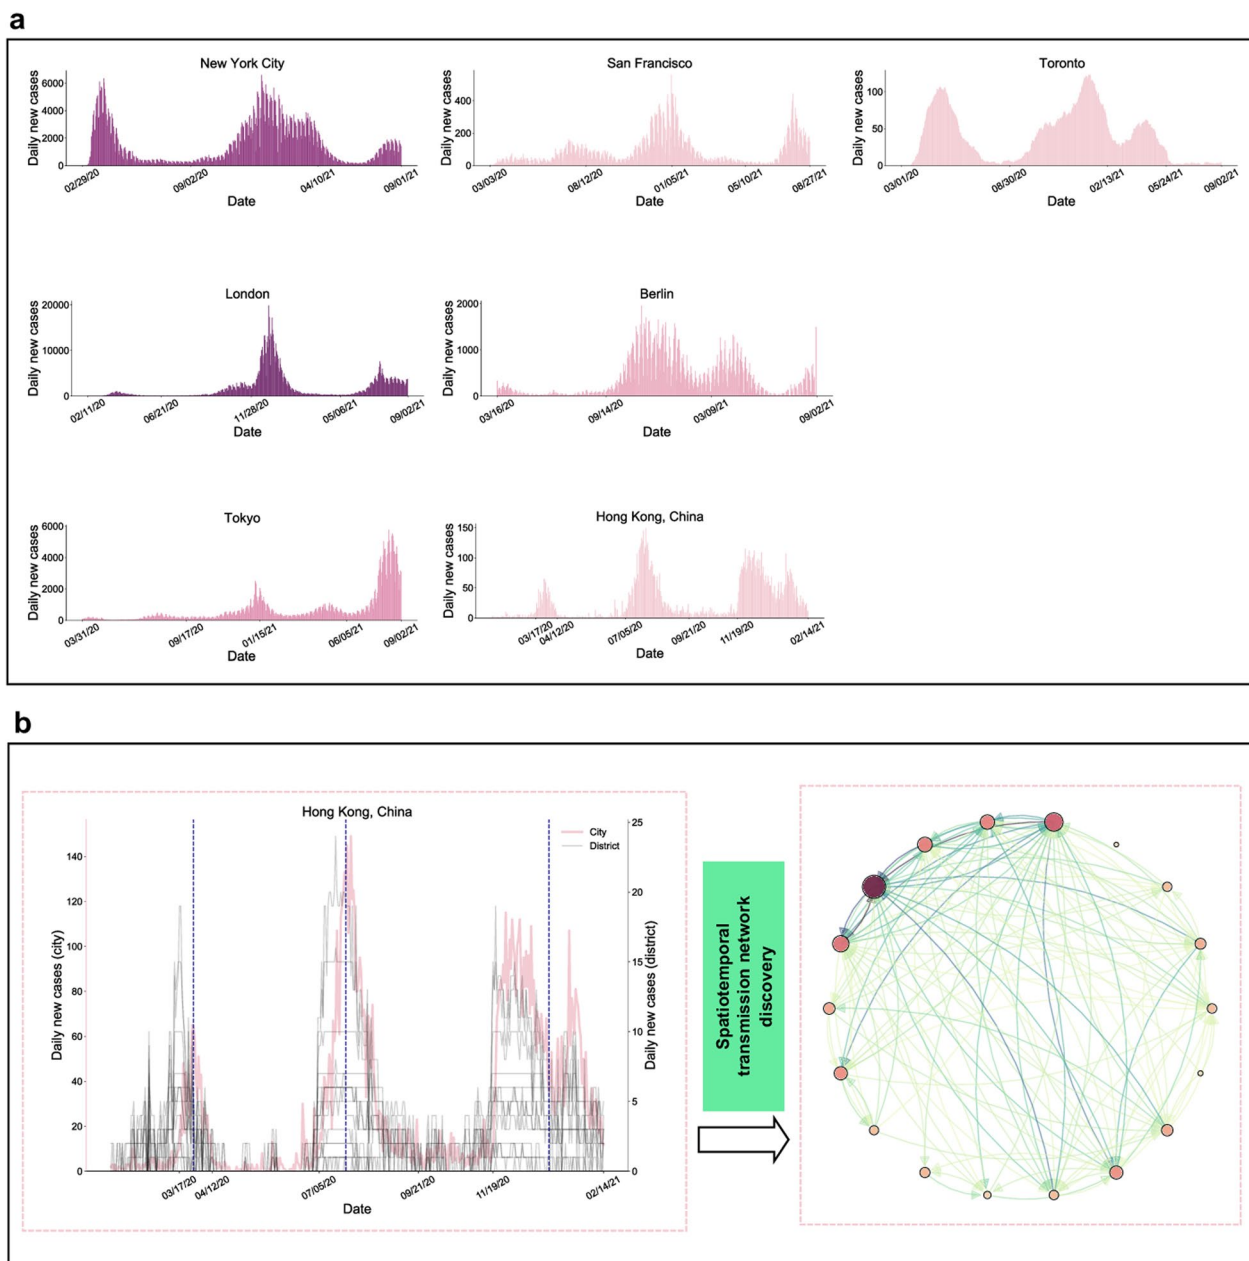 a
New York City
Daily new cases
6000
4000
2000
0
02/29/20
09/02/20
04/10/21
09/01/21
Date
San Francisco
Daily new cases
400
200
0
03/03/20
08/12/20
01/05/21
05/10/21
08/27/21
Date
Toronto
Daily new cases
100
50
0
03/01/20
08/30/20
02/13/21
05/24/21
09/02/21
Date
London
Daily new cases
20000
10000
0
02/11/20
06/21/20
11/28/20
05/06/21
09/02/21
Date
Berlin
Daily new cases
2000
1000
0
03/16/20
09/14/20
03/09/21
09/02/21
Date
Tokyo
Daily new cases
6000
4000
2000
0
03/31/20
09/17/20
01/15/21
06/05/21
09/02/21
Date
Hong Kong, China
Daily new cases
150
100
50
0
03/17/20
04/12/20
07/05/20
09/21/20
11/19/20
02/14/21
Date
b
Hong Kong, China
Daily new cases (city)
140
120
100
80
60
40
20
0
City
District
25
20
15
10
5
0
Daily new cases (district)
03/17/20
04/12/20
07/05/20
09/21/20
11/19/20
02/14/21
Date
Spatiotemporal
transmission network
discovery